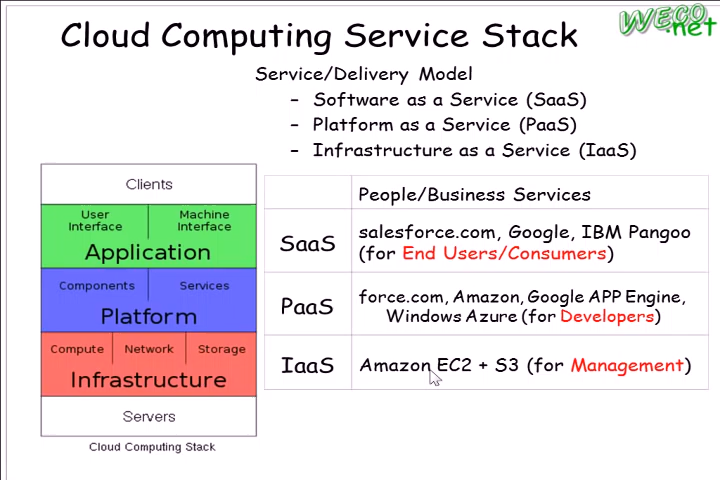 Cloud Computing Service Stack
WECO
.net
Service/Delivery Model
– Software as a Service (SaaS)
– Platform as a Service (PaaS)
– Infrastructure as a Service (IaaS)
Clients
User Interface
Machine Interface
Application
Components
Services
Platform
Compute
Network
Storage
Infrastructure
Servers
Cloud Computing Stack
People/Business Services
SaaS
salesforce.com, Google, IBM Pangoo
(for End Users/Consumers)
PaaS
force.com, Amazon, Google APP Engine,
Windows Azure (for Developers)
IaaS
Amazon EC2 + S3 (for Management)